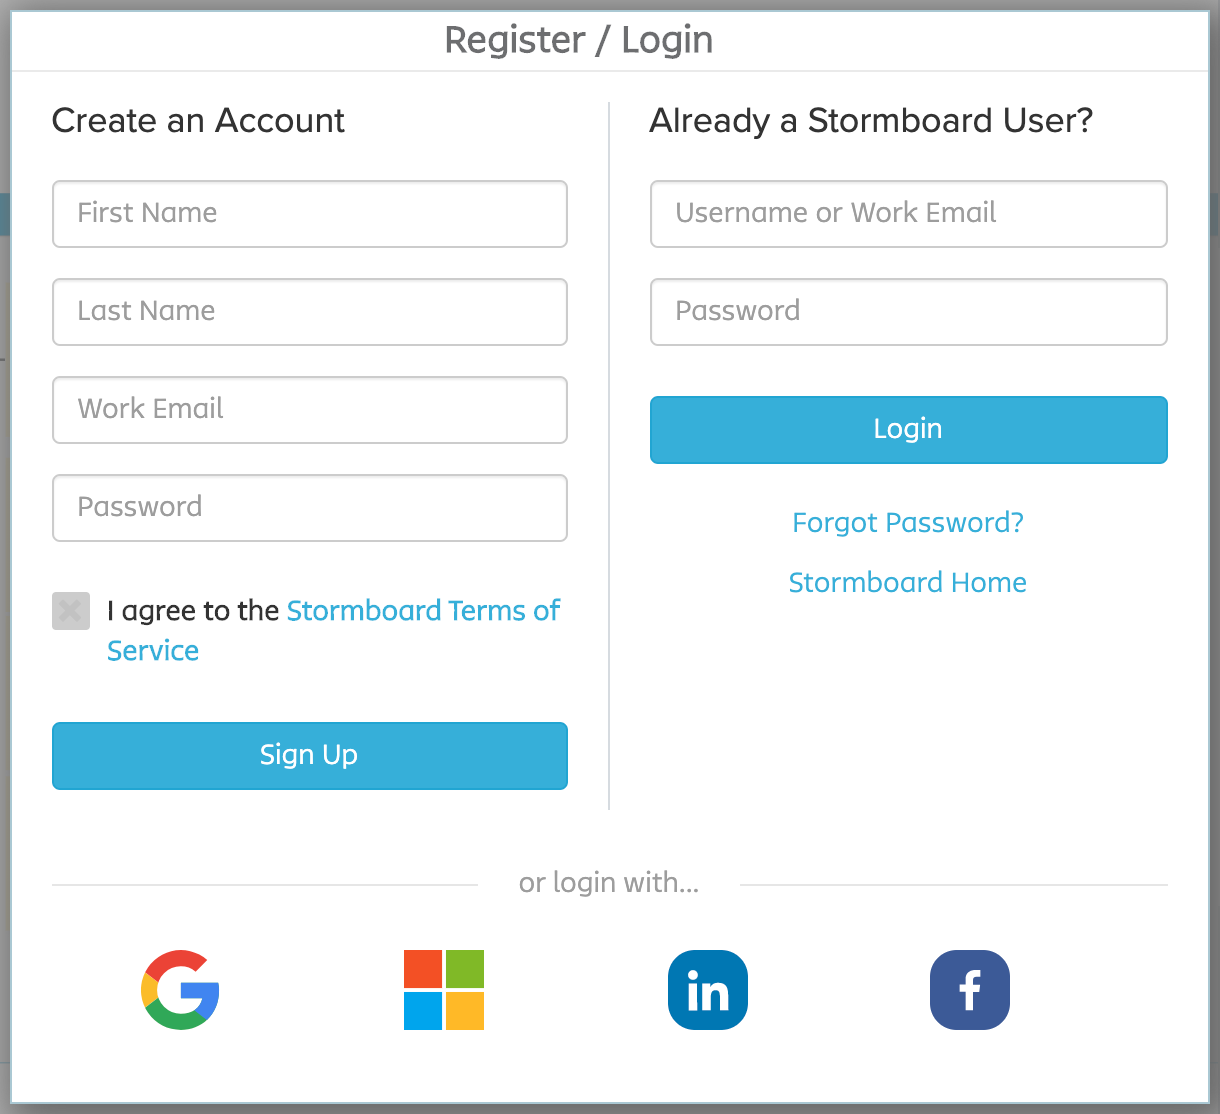 Register / Login
Create an Account
First Name
Last Name
Work Email
Password
I agree to the Stormboard Terms of
Service
Sign Up
Already a Stormboard User?
Username or Work Email
Password
Login
Forgot Password?
Stormboard Home
or login with...
G
in
f